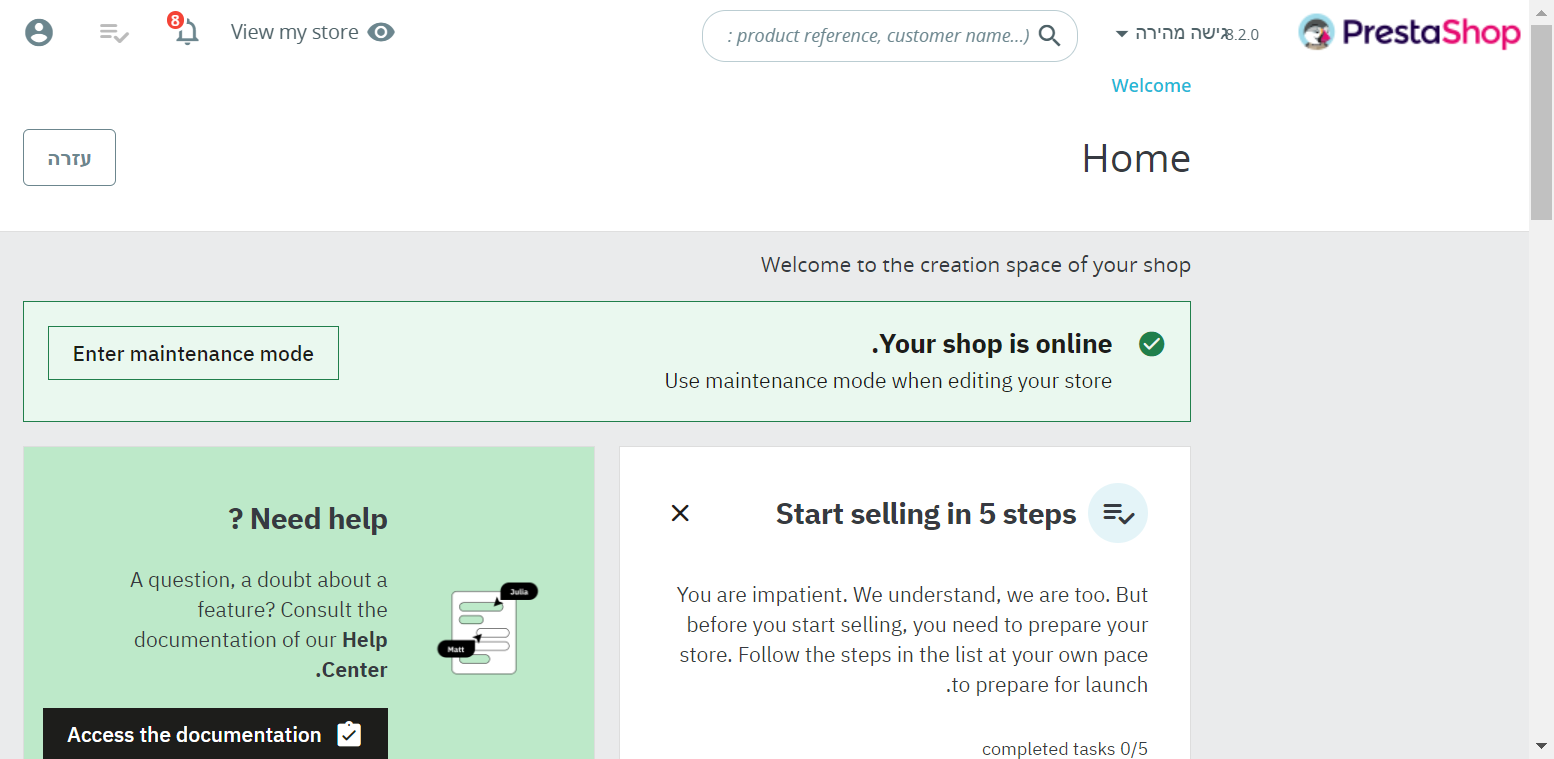 PrestaShop
8.2.0
גישה מהירה
: product reference, customer name...)
View my store
8
Welcome
Home
עזרה
Welcome to the creation space of your shop
.Your shop is online
Use maintenance mode when editing your store
Enter maintenance mode
Start selling in 5 steps
You are impatient. We understand, we are too. But
before you start selling, you need to prepare your
store. Follow the steps in the list at your own pace
.to prepare for launch
completed tasks 0/5
? Need help
A question, a doubt about a
feature? Consult the
documentation of our Help
.Center
Julia
Matt
Access the documentation